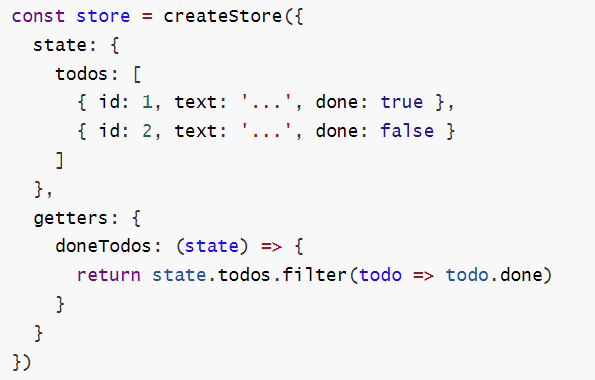 const store = createStore({
  state: {
    todos: [
      { id: 1, text: '...', done: true },
      { id: 2, text: '...', done: false }
    ]
  },
  getters: {
    doneTodos: (state) => {
      return state.todos.filter(todo => todo.done)
    }
  }
})